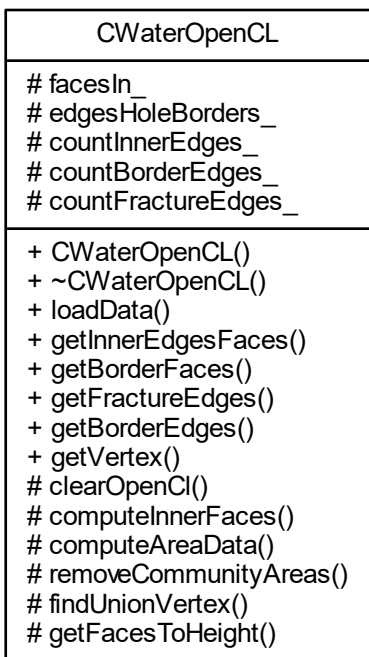 CWaterOpenCL
# facesIn_
# edgesHoleBorders_
# countInnerEdges_
# countBorderEdges_
# countFractureEdges_
+ CWaterOpenCL()
+ ~CWaterOpenCL()
+ loadData()
+ getInnerEdgesFaces()
+ getBorderFaces()
+ getFractureEdges()
+ getBorderEdges()
+ getVertex()
# clearOpenCl()
# computeInnerFaces()
# computeAreaData()
# removeCommunityAreas()
# findUnionVertex()
# getFacesToHeight()